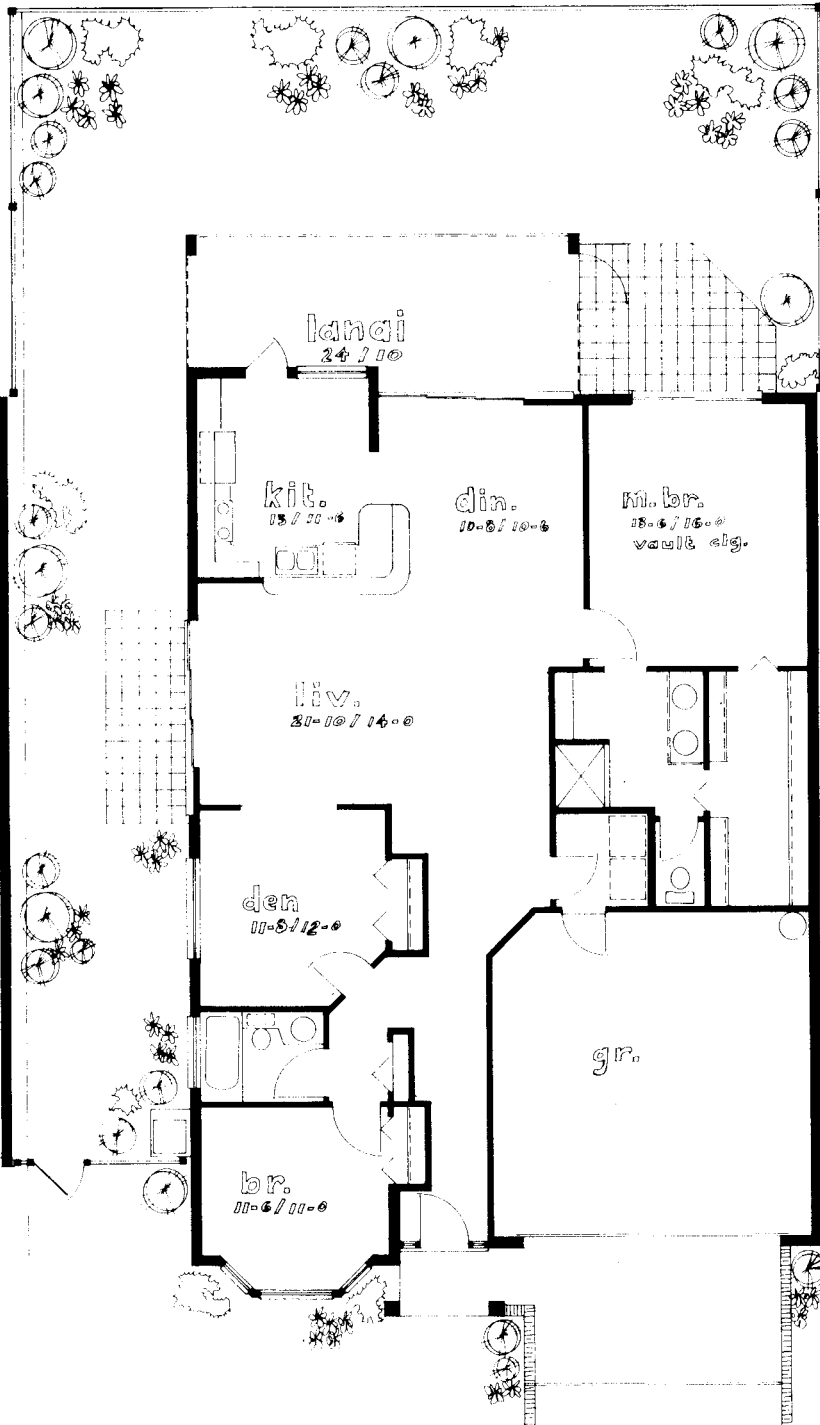 lanai
24 / 10
kit.
13 / 11-6
din.
10-8 / 10-6
m.br.
13-6 / 16-0
vault clg.
liv.
21-10 / 14-0
den
11-8 / 12-0
gr.
br.
11-6 / 11-0